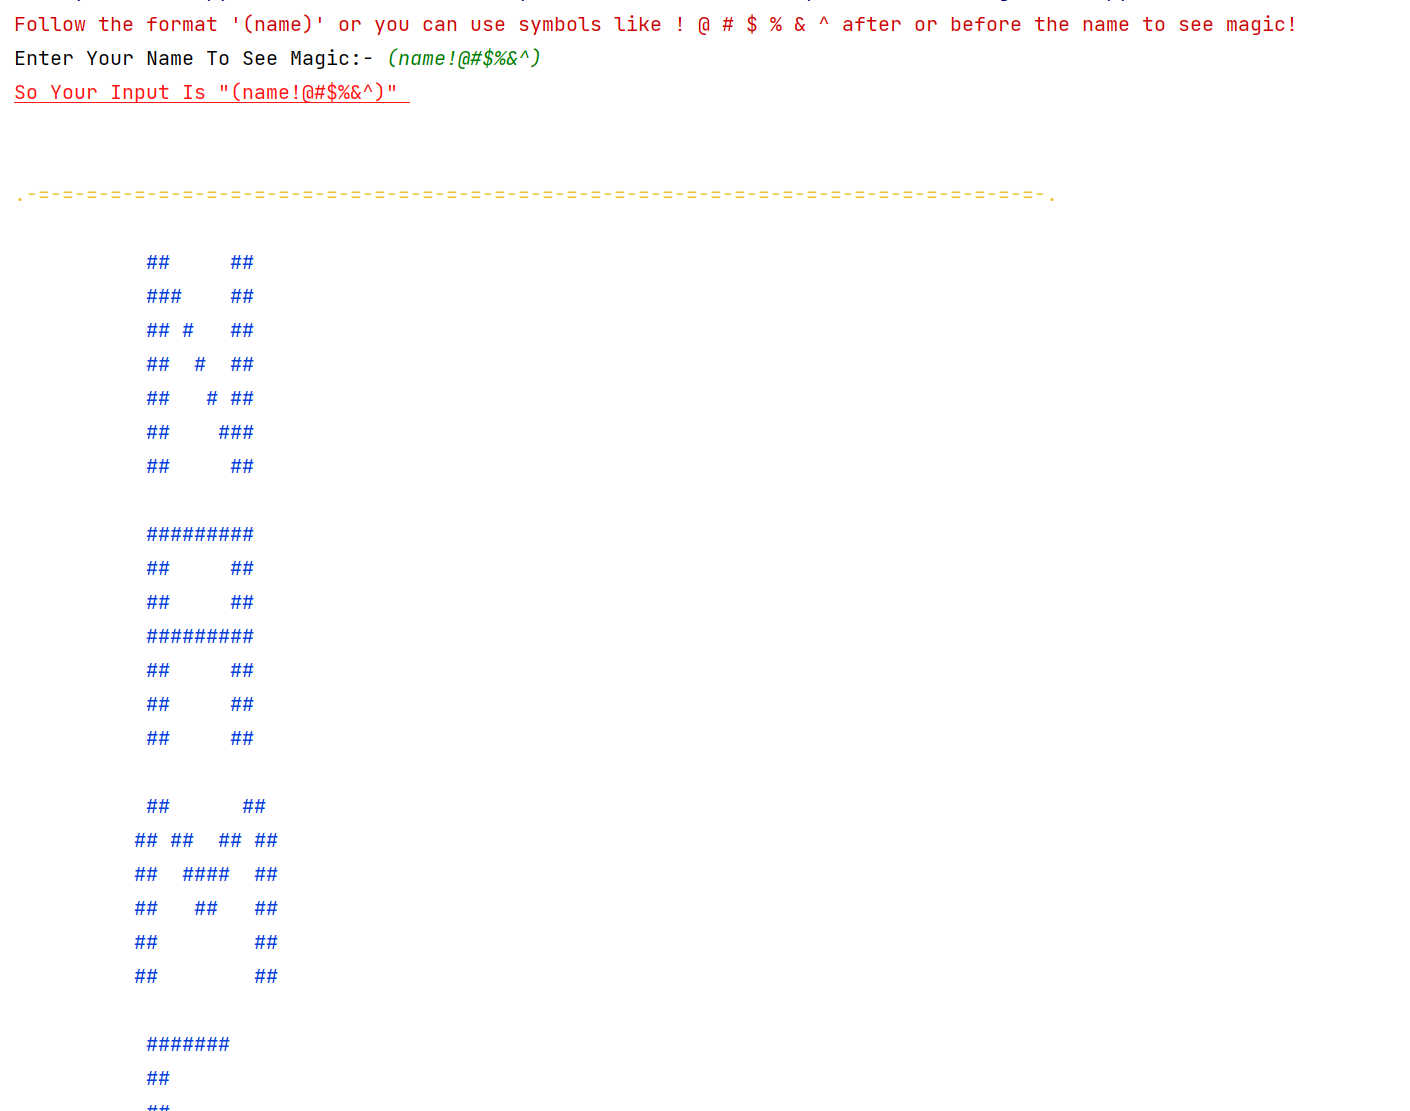 Follow the format '(name)' or you can use symbols like ! @ # $ % & ^ after or before the name to see magic!
Enter Your Name To See Magic:- (name!@#$%&^)
So Your Input Is "(name!@#$%&^)"
.-=-=-=-=-=-=-=-=-=-=-=-=-=-=-=-=-=-=-=-=-=-=-=-=-=-=-=-=-=-=-=-=-=-=-=-=-=-=-=-=-=-=-.
           ##     ##
           ###    ##
           ## #   ##
           ##  #  ##
           ##   # ##
           ##    ###
           ##     ##

           #########
           ##     ##
           ##     ##
           #########
           ##     ##
           ##     ##
           ##     ##

           ##      ##
          ## ##  ## ##
          ##  ####  ##
          ##   ##   ##
          ##        ##
          ##        ##

           #######
           ##
           ##